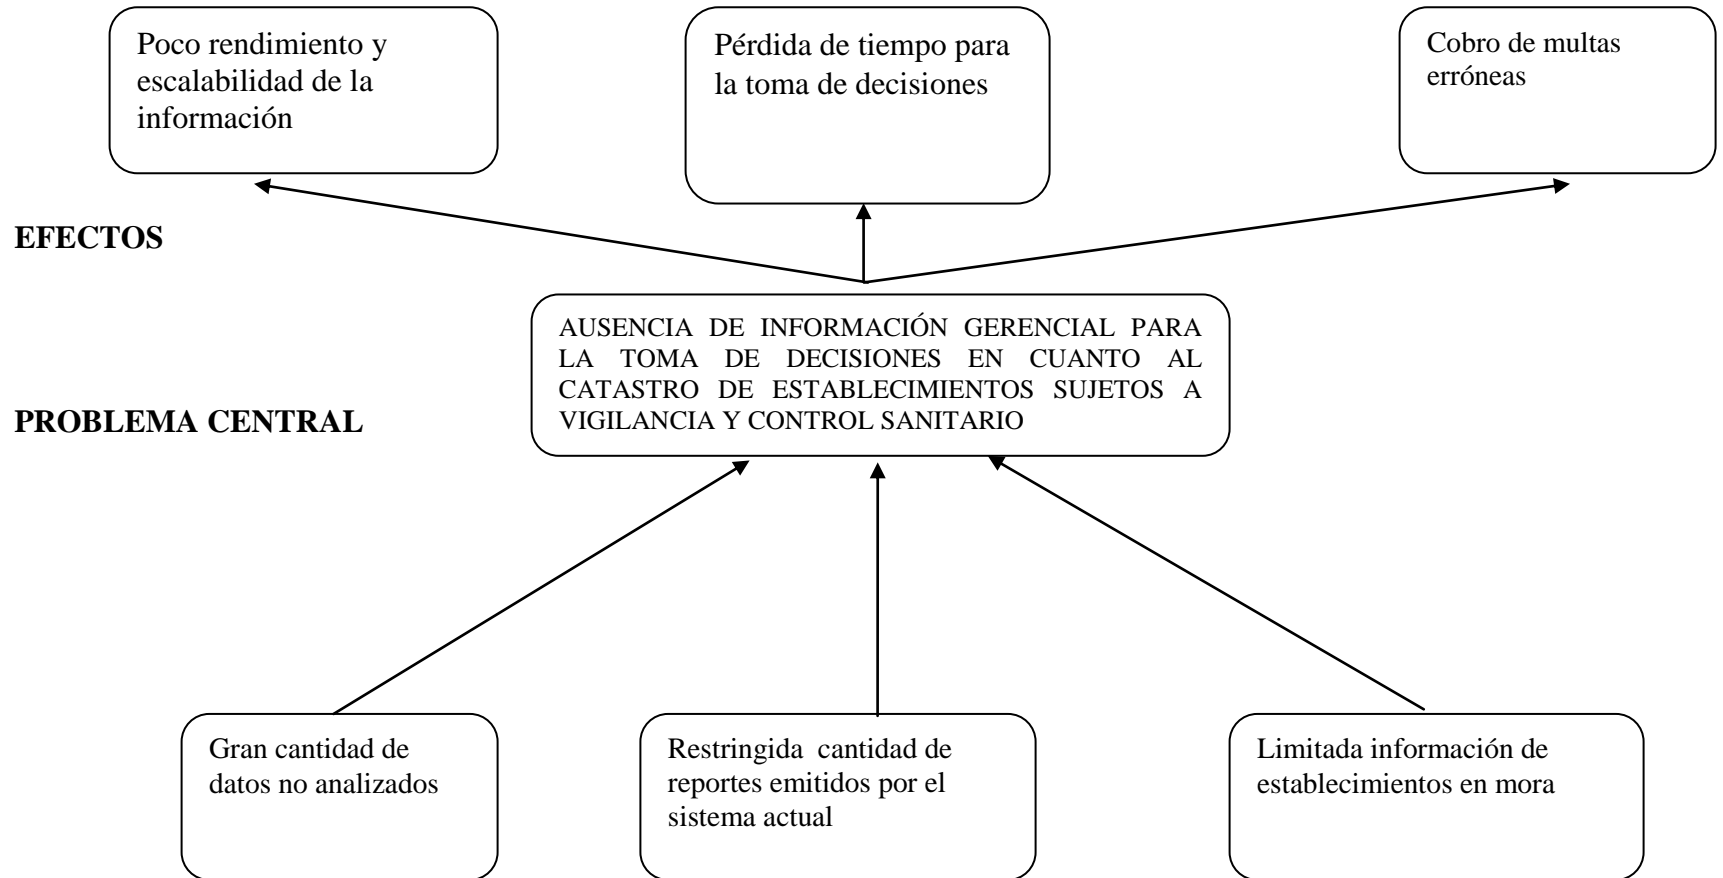 Poco rendimiento y
escalabilidad de la
información
Pérdida de tiempo para
la toma de decisiones
Cobro de multas
erróneas
EFECTOS
AUSENCIA DE INFORMACIÓN GERENCIAL PARA
LA TOMA DE DECISIONES EN CUANTO AL
CATASTRO DE ESTABLECIMIENTOS SUJETOS A
VIGILANCIA Y CONTROL SANITARIO
PROBLEMA CENTRAL
Gran cantidad de
datos no analizados
Restringida cantidad de
reportes emitidos por el
sistema actual
Limitada información de
establecimientos en mora